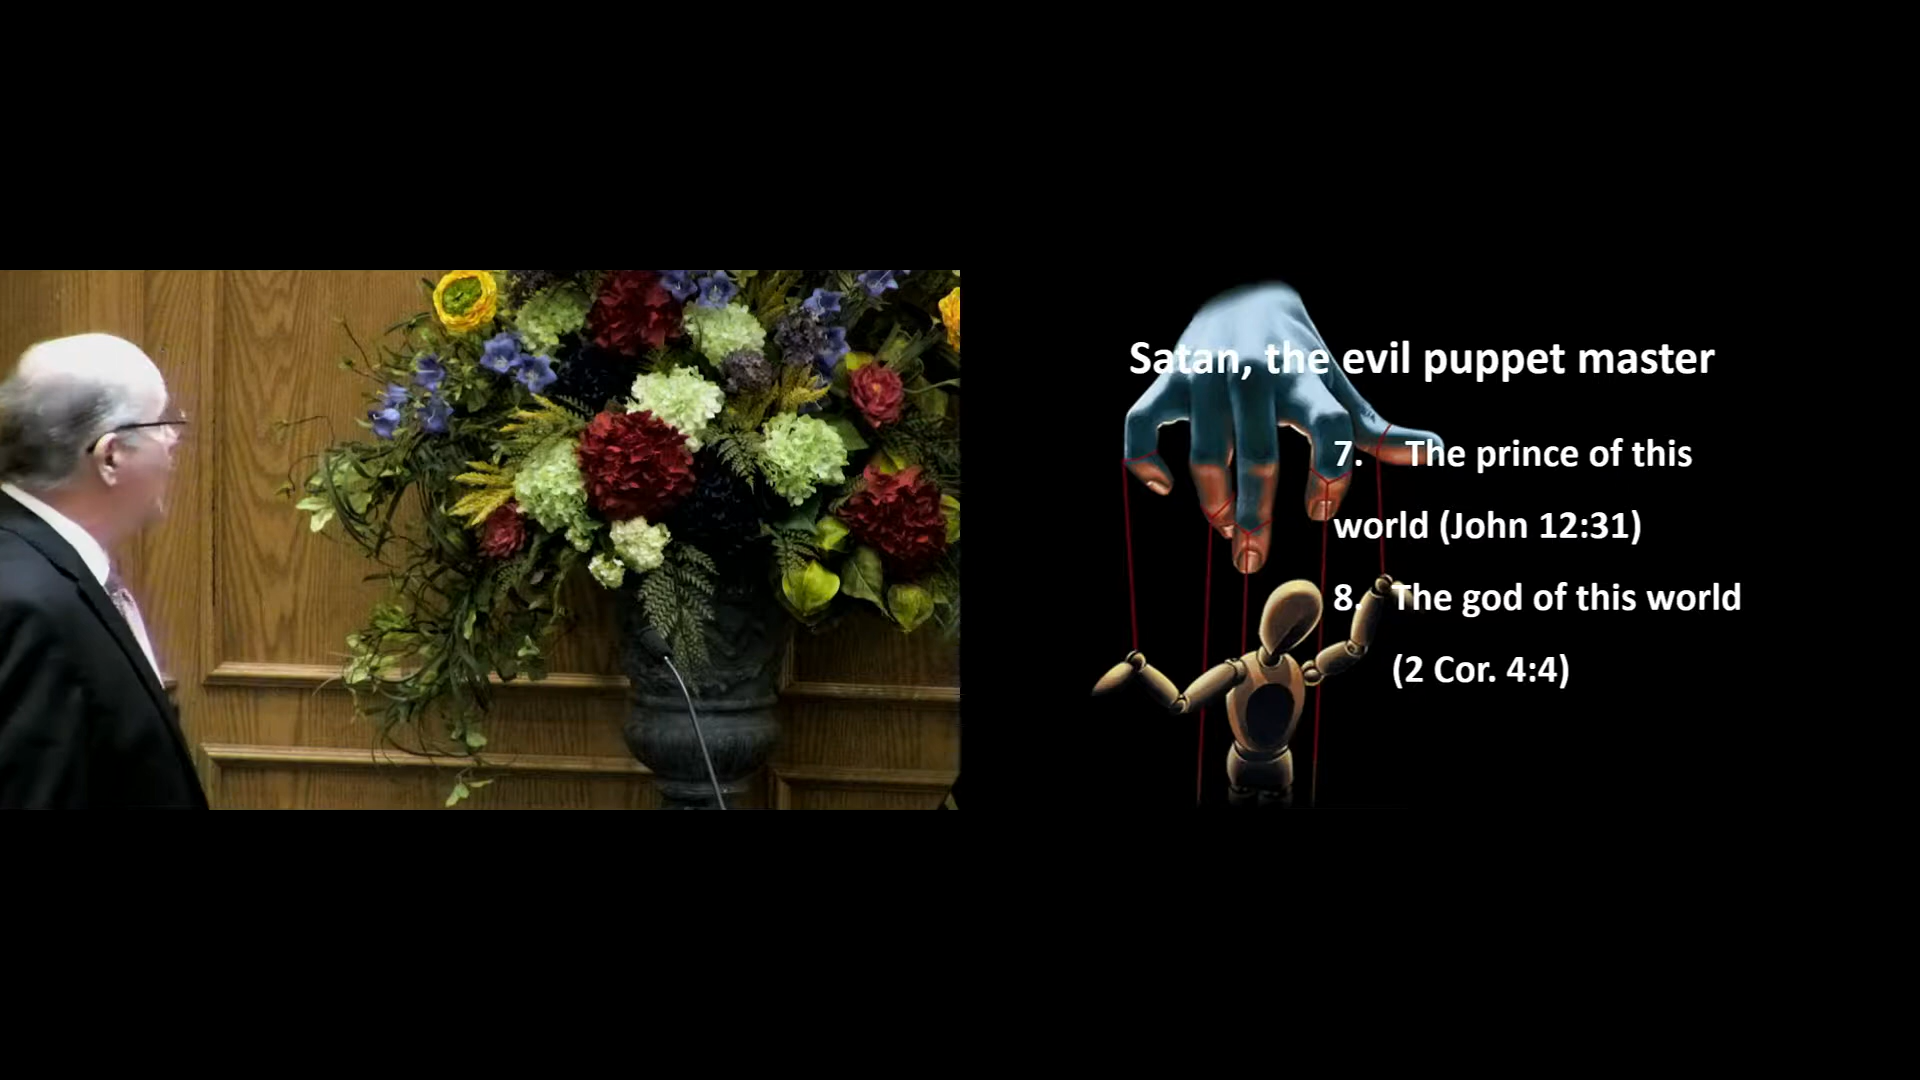 Satan, the evil puppet master
7. The prince of this
world (John 12:31)
8. The god of this world
(2 Cor. 4:4)